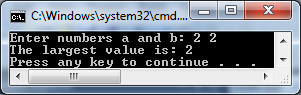 C:\Windows\system32\cmd....
Enter numbers a and b: 2 2
The largest value is: 2
Press any key to continue . . .